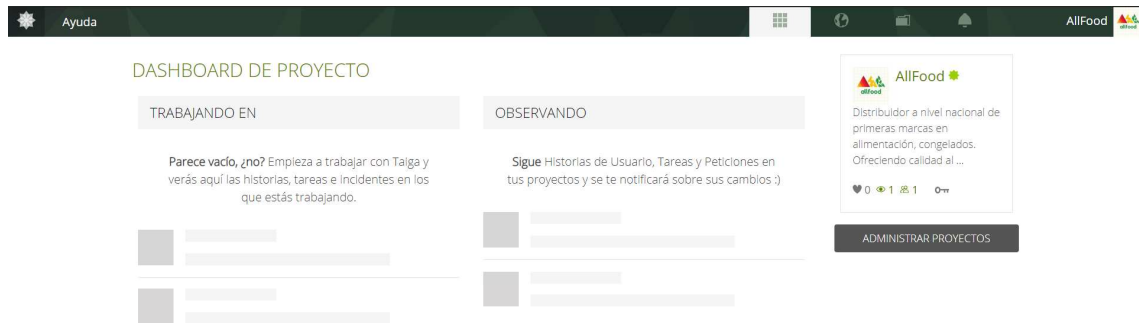 Ayuda
AllFood
allfood
DASHBOARD DE PROYECTO
TRABAJANDO EN
Parece vacío, ¿no? Empieza a trabajar con Taiga y
verás aquí las historias, tareas e incidentes en los
que estás trabajando.
OBSERVANDO
Sigue Historias de Usuario, Tareas y Peticiones en
tus proyectos y se te notificará sobre sus cambios :)
allfood
AllFood
Distribuidor a nivel nacional de
primeras marcas en
alimentación, congelados.
Ofreciendo calidad al ...
0 1 1
ADMINISTRAR PROYECTOS